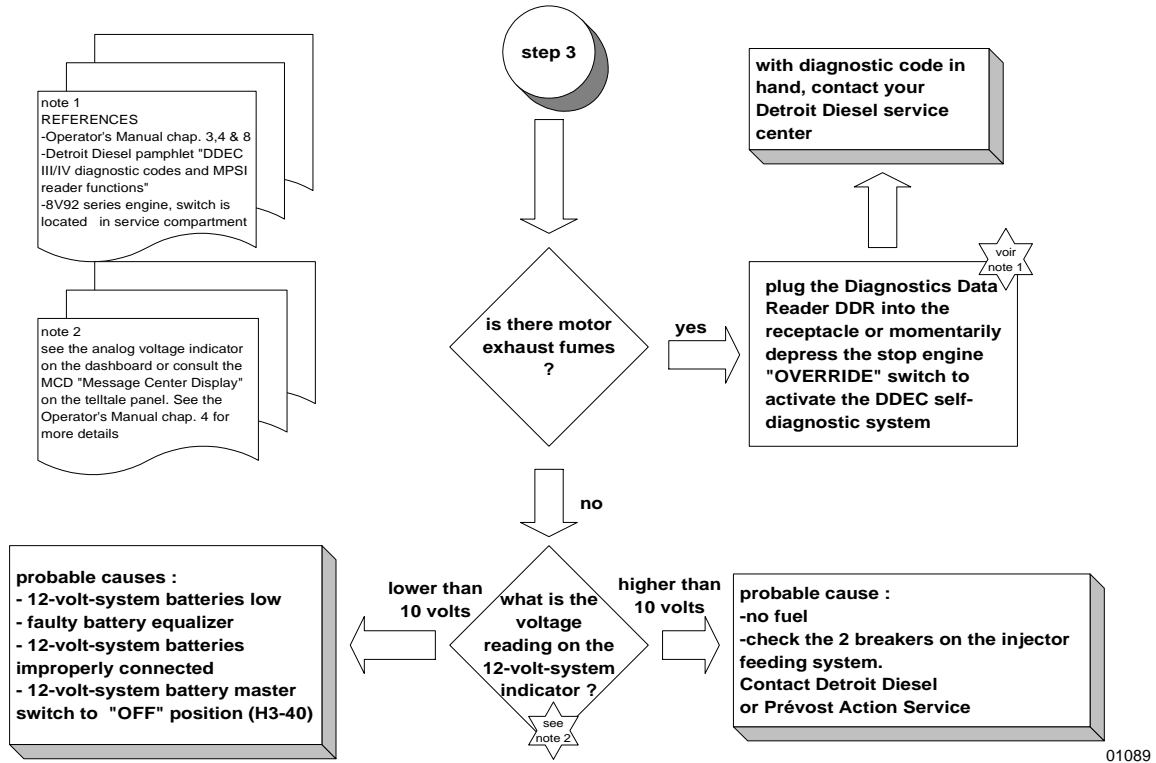 step 3
with diagnostic code in
hand, contact your
Detroit Diesel service
center
note 1
REFERENCES
-Operator's Manual chap. 3,4 & 8
-Detroit Diesel pamphlet "DDEC
III/IV diagnostic codes and MPSI
reader functions"
-8V92 series engine, switch is
located in service compartment
note 2
see the analog voltage indicator
on the dashboard or consult the
MCD "Message Center Display"
on the telltale panel. See the
Operator's Manual chap. 4 for
more details
is there motor
exhaust fumes
?
yes
voir
note 1
plug the Diagnostics Data
Reader DDR into the
receptacle or momentarily
depress the stop engine
"OVERRIDE" switch to
activate the DDEC self-
diagnostic system
no
probable causes :
- 12-volt-system batteries low
- faulty battery equalizer
- 12-volt-system batteries
improperly connected
- 12-volt-system battery master
switch to "OFF" position (H3-40)
lower than
10 volts
what is the
voltage
reading on the
12-volt-system
indicator ?
see
note 2
higher than
10 volts
probable cause :
-no fuel
-check the 2 breakers on the injector
feeding system.
Contact Detroit Diesel
or Prévost Action Service
01089